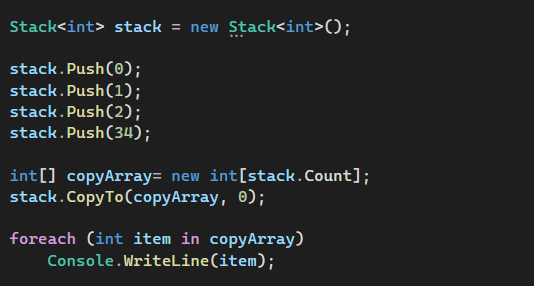 Stack<int> stack = new Stack<int>();
stack.Push(0);
stack.Push(1);
stack.Push(2);
stack.Push(34);
int[] copyArray= new int[stack.Count];
stack.CopyTo(copyArray, 0);
foreach (int item in copyArray)
    Console.WriteLine(item);